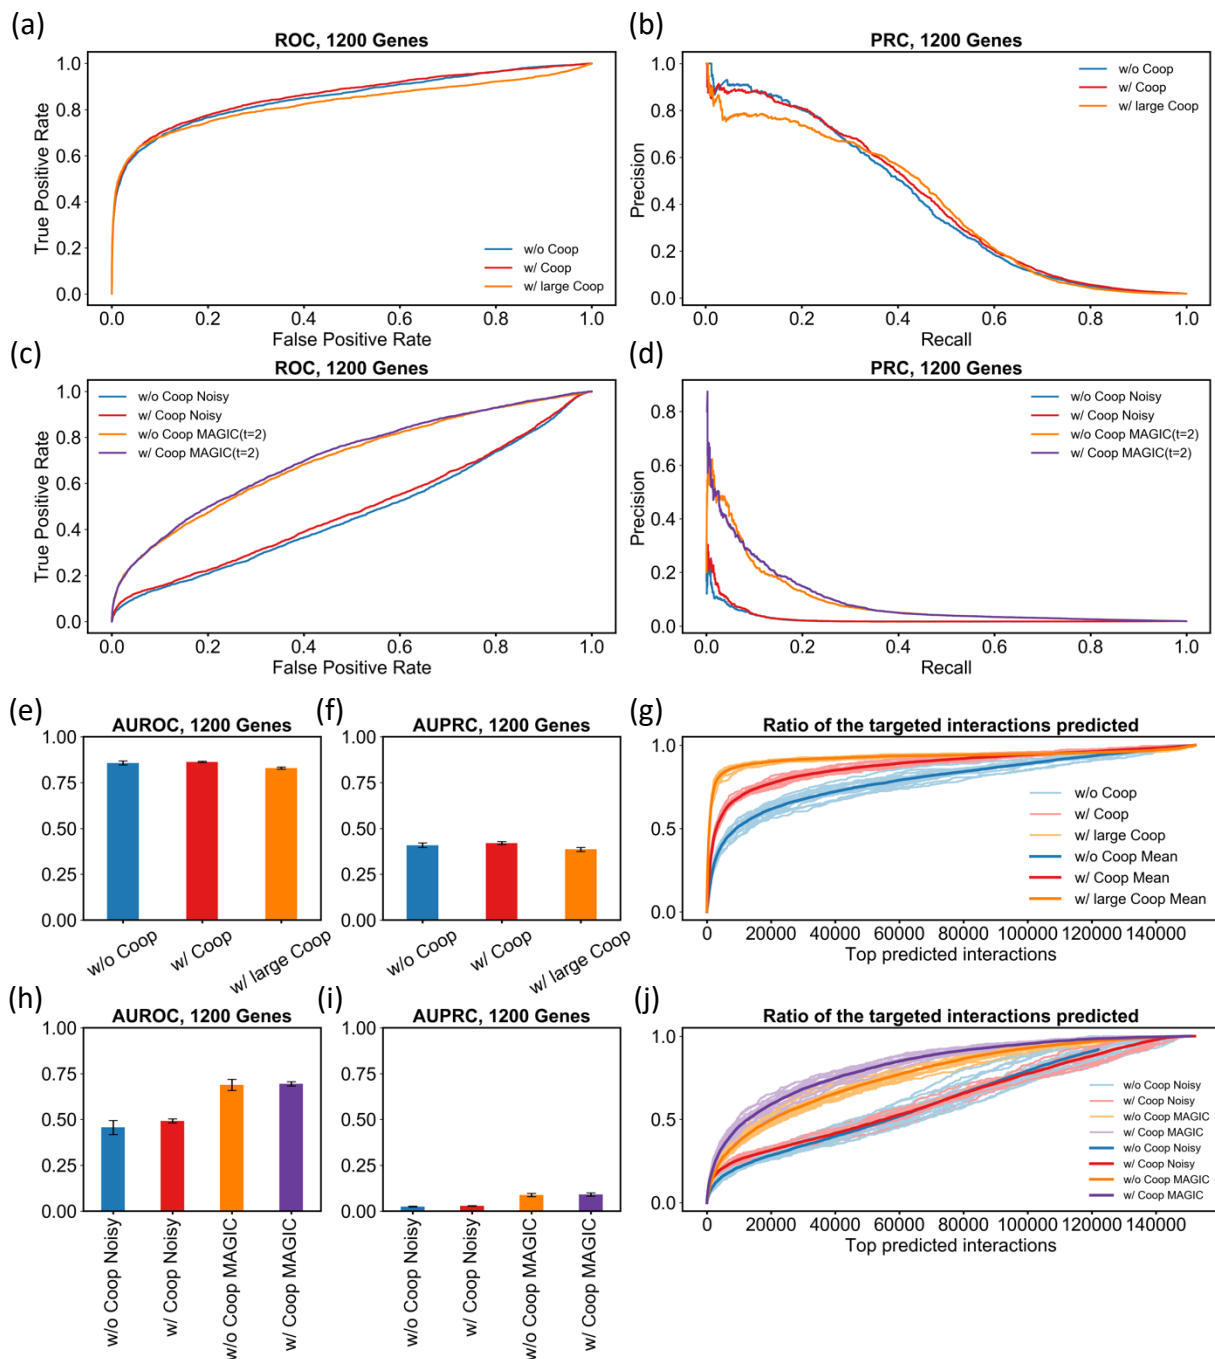 (a)
ROC, 1200 Genes
1.0
0.8
0.6
0.4
0.2
0.0
True Positive Rate
w/o Coop
w/ Coop
w/ large Coop
0.0 0.2 0.4 0.6 0.8 1.0
False Positive Rate
(b)
PRC, 1200 Genes
1.0
0.8
0.6
0.4
0.2
0.0
Precision
w/o Coop
w/ Coop
w/ large Coop
0.0 0.2 0.4 0.6 0.8 1.0
Recall
(c)
ROC, 1200 Genes
1.0
0.8
0.6
0.4
0.2
0.0
True Positive Rate
w/o Coop Noisy
w/ Coop Noisy
w/o Coop MAGIC(t=2)
w/ Coop MAGIC(t=2)
0.0 0.2 0.4 0.6 0.8 1.0
False Positive Rate
(d)
PRC, 1200 Genes
0.8
0.6
0.4
0.2
0.0
Precision
w/o Coop Noisy
w/ Coop Noisy
w/o Coop MAGIC(t=2)
w/ Coop MAGIC(t=2)
0.0 0.2 0.4 0.6 0.8 1.0
Recall
(e)
AUROC, 1200 Genes
1.00
0.75
0.50
0.25
0.00
w/o Coop
w/ Coop
w/ large Coop
(f)
AUPRC, 1200 Genes
1.00
0.75
0.50
0.25
0.00
w/o Coop
w/ Coop
w/ large Coop
(g)
Ratio of the targeted interactions predicted
1.0
0.5
0.0
w/o Coop
w/ Coop
w/ large Coop
w/o Coop Mean
w/ Coop Mean
w/ large Coop Mean
0 20000 40000 60000 80000 100000 120000 140000
Top predicted interactions
(h)
AUROC, 1200 Genes
1.00
0.75
0.50
0.25
0.00
w/o Coop Noisy
w/ Coop Noisy
w/o Coop MAGIC
w/ Coop MAGIC
(i)
AUPRC, 1200 Genes
1.00
0.75
0.50
0.25
0.00
w/o Coop Noisy
w/ Coop Noisy
w/o Coop MAGIC
w/ Coop MAGIC
(j)
Ratio of the targeted interactions predicted
1.0
0.5
0.0
w/o Coop Noisy
w/ Coop Noisy
w/o Coop MAGIC
w/ Coop MAGIC
w/o Coop Noisy
w/ Coop Noisy
w/o Coop MAGIC
w/ Coop MAGIC
0 20000 40000 60000 80000 100000 120000 140000
Top predicted interactions